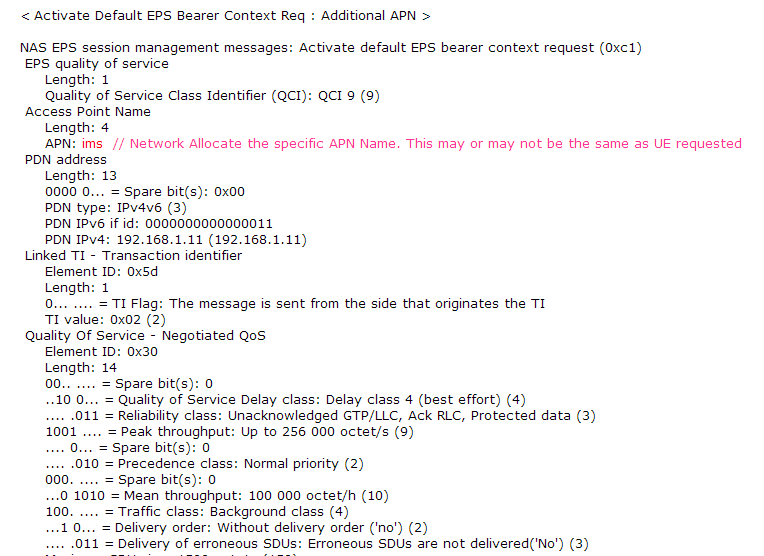 < Activate Default EPS Bearer Context Req : Additional APN >
NAS EPS session management messages: Activate default EPS bearer context request (0xc1)
EPS quality of service
Length: 1
Quality of Service Class Identifier (QCI): QCI 9 (9)
Access Point Name
Length: 4
APN: ims // Network Allocate the specific APN Name. This may or may not be the same as UE requested
PDN address
Length: 13
0000 0... = Spare bit(s): 0x00
PDN type: IPv4v6 (3)
PDN IPv6 if id: 0000000000000011
PDN IPv4: 192.168.1.11 (192.168.1.11)
Linked TI - Transaction identifier
Element ID: 0x5d
Length: 1
0... .... = TI Flag: The message is sent from the side that originates the TI
TI value: 0x02 (2)
Quality Of Service - Negotiated QoS
Element ID: 0x30
Length: 14
00.. .... = Spare bit(s): 0
..10 0... = Quality of Service Delay class: Delay class 4 (best effort) (4)
.... .011 = Reliability class: Unacknowledged GTP/LLC, Ack RLC, Protected data (3)
1001 .... = Peak throughput: Up to 256 000 octet/s (9)
.... 0... = Spare bit(s): 0
.... .010 = Precedence class: Normal priority (2)
000. .... = Spare bit(s): 0
...0 1010 = Mean throughput: 100 000 octet/h (10)
100. .... = Traffic class: Background class (4)
...1 0... = Delivery order: Without delivery order ('no') (2)
.... .011 = Delivery of erroneous SDUs: Erroneous SDUs are not delivered('No') (3)